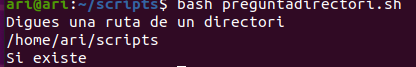 ari@ari:~/scripts$ bash preguntadirectori.sh
Digues una ruta de un directori
/home/ari/scripts
Si existe